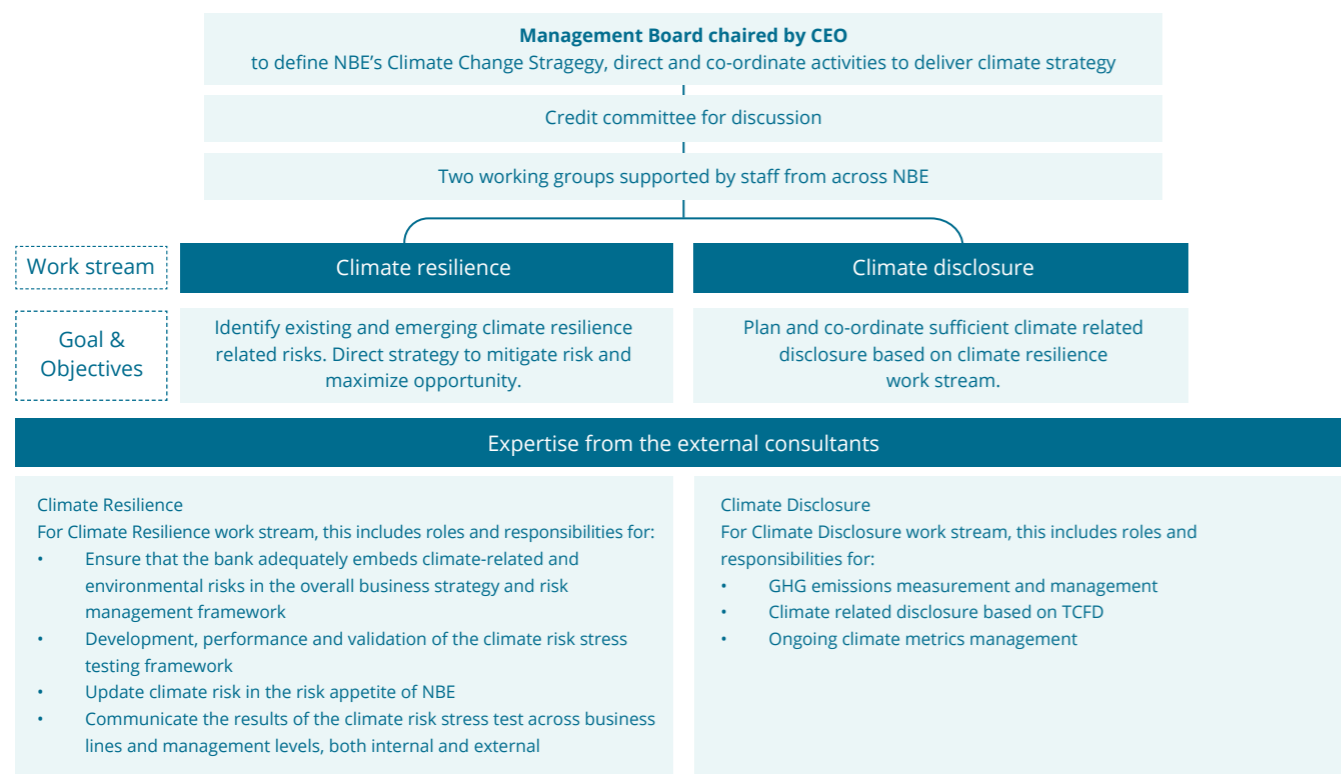 Management Board chaired by CEO
to define NBE's Climate Change Stragegy, direct and co-ordinate activities to deliver climate strategy
Credit committee for discussion
Two working groups supported by staff from across NBE
Work stream
Climate resilience
Climate disclosure
Goal &
Objectives
Identify existing and emerging climate resilience
related risks. Direct strategy to mitigate risk and
maximize opportunity.
Plan and co-ordinate sufficient climate related
disclosure based on climate resilience
work stream.
Expertise from the external consultants
Climate Resilience
For Climate Resilience work stream, this includes roles and responsibilities for:
• Ensure that the bank adequately embeds climate-related and
environmental risks in the overall business strategy and risk
management framework
• Development, performance and validation of the climate risk stress
testing framework
• Update climate risk in the risk appetite of NBE
• Communicate the results of the climate risk stress test across business
lines and management levels, both internal and external
Climate Disclosure
For Climate Disclosure work stream, this includes roles and
responsibilities for:
• GHG emissions measurement and management
• Climate related disclosure based on TCFD
• Ongoing climate metrics management